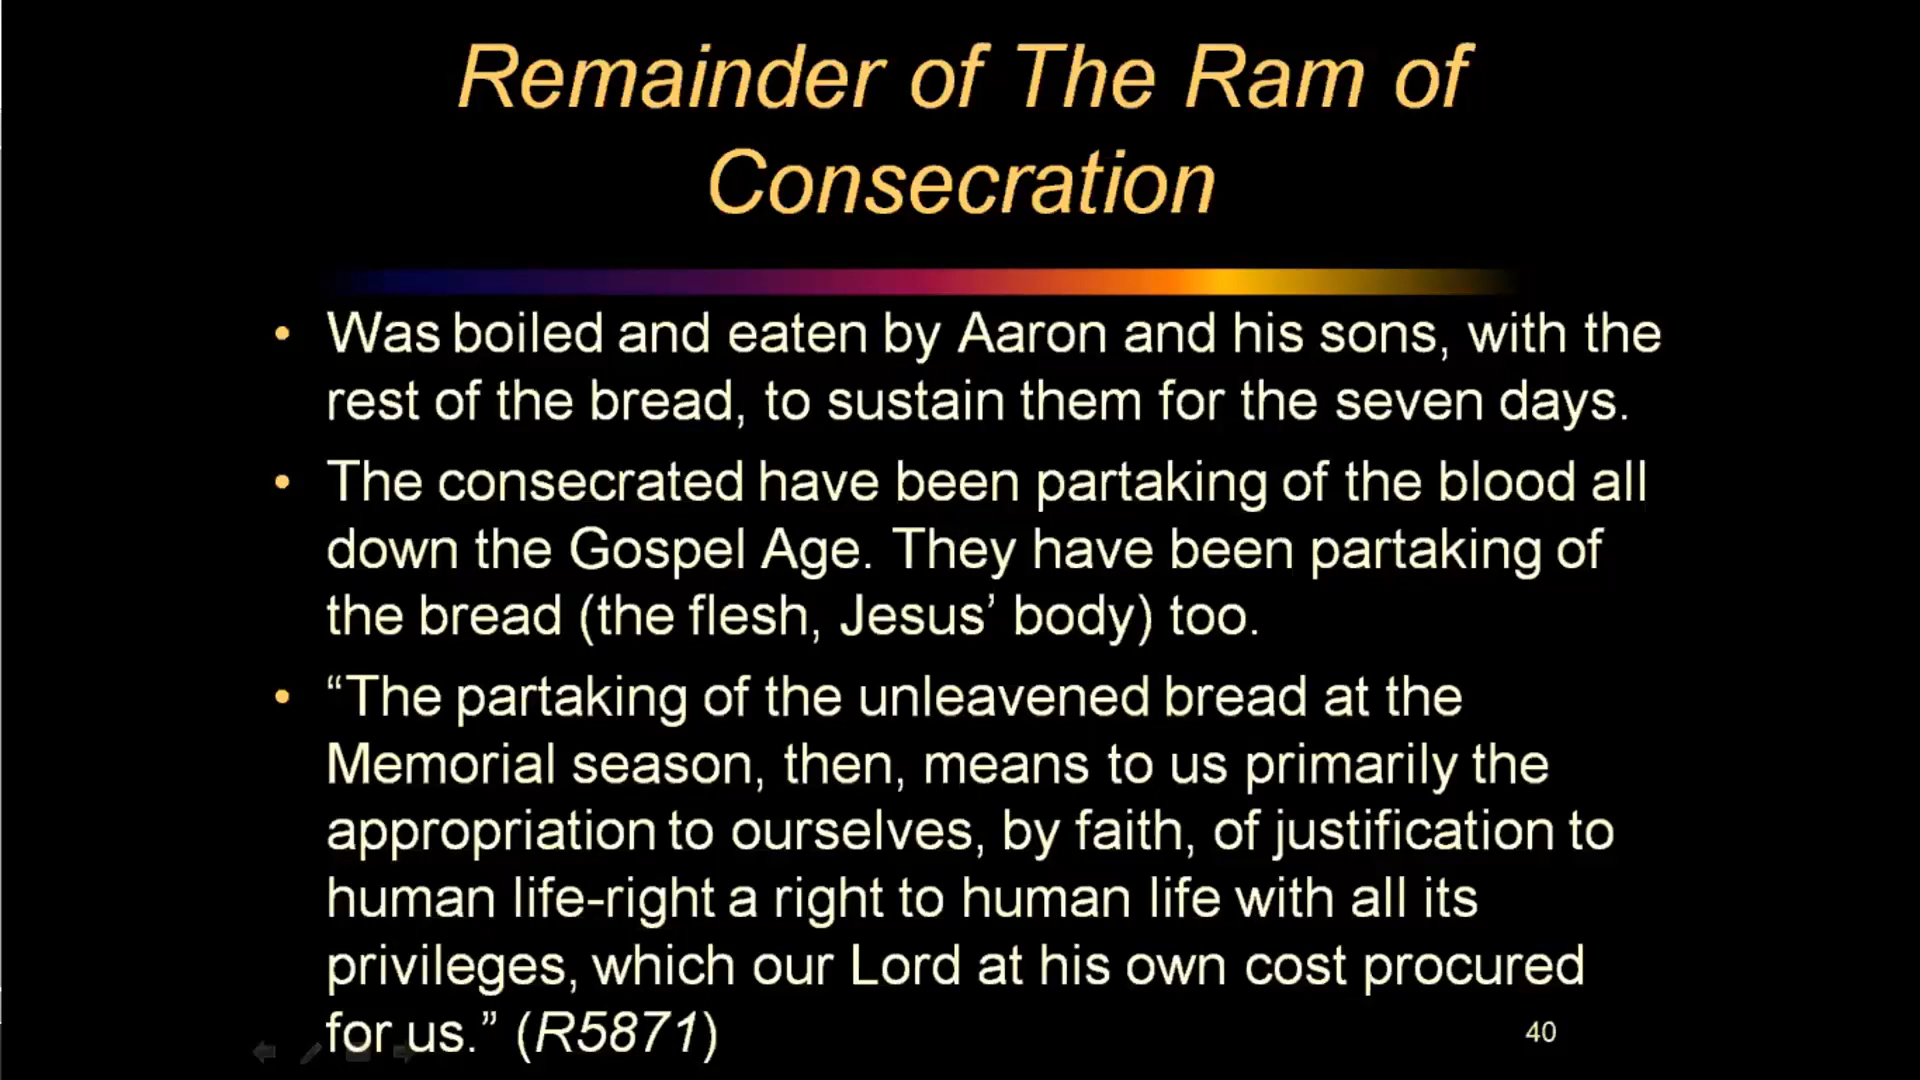 Remainder of The Ram of
Consecration
• Was boiled and eaten by Aaron and his sons, with the
rest of the bread, to sustain them for the seven days.
• The consecrated have been partaking of the blood all
down the Gospel Age. They have been partaking of
the bread (the flesh, Jesus’ body) too.
• “The partaking of the unleavened bread at the
Memorial season, then, means to us primarily the
appropriation to ourselves, by faith, of justification to
human life-right a right to human life with all its
privileges, which our Lord at his own cost procured
for us.” (R5871)
40